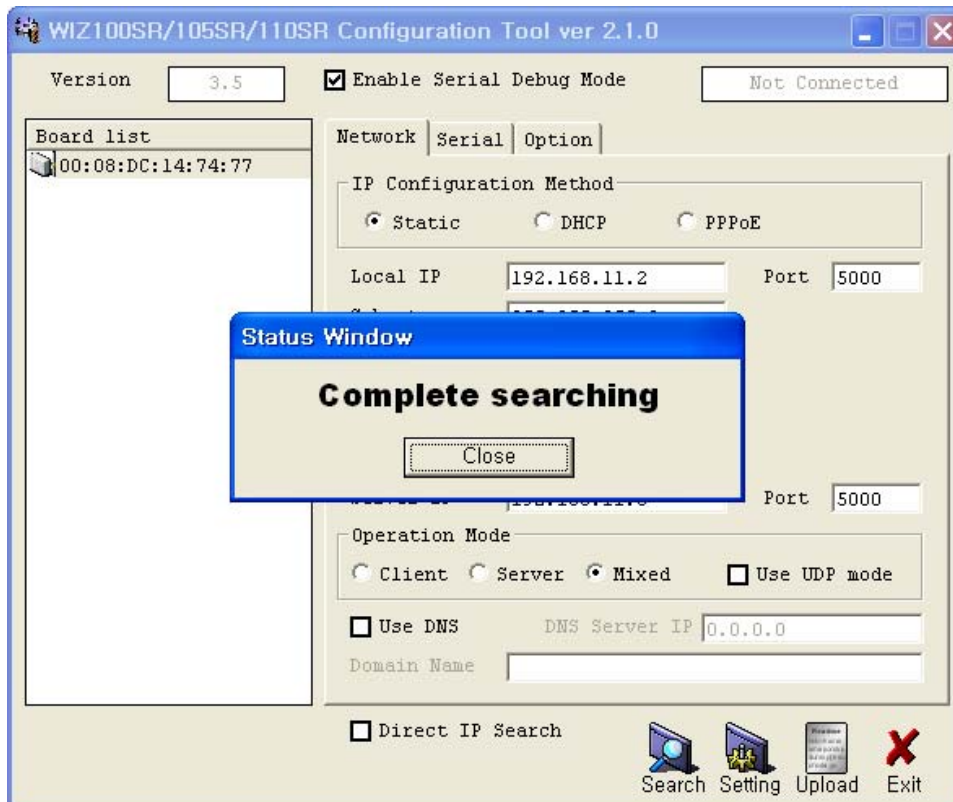 WIZ100SR/105SR/110SR Configuration Tool ver 2.1.0
Version 3.5 Enable Serial Debug Mode Not Connected
Board list
00:08:DC:14:74:77
Network Serial Option
IP Configuration Method
Static DHCP PPPoE
Local IP 192.168.11.2 Port 5000
Status Window
Complete searching
Close
Port 5000
Operation Mode
Client Server Mixed Use UDP mode
Use DNS DNS Server IP 0.0.0.0
Domain Name
Direct IP Search
Search Setting Upload Exit